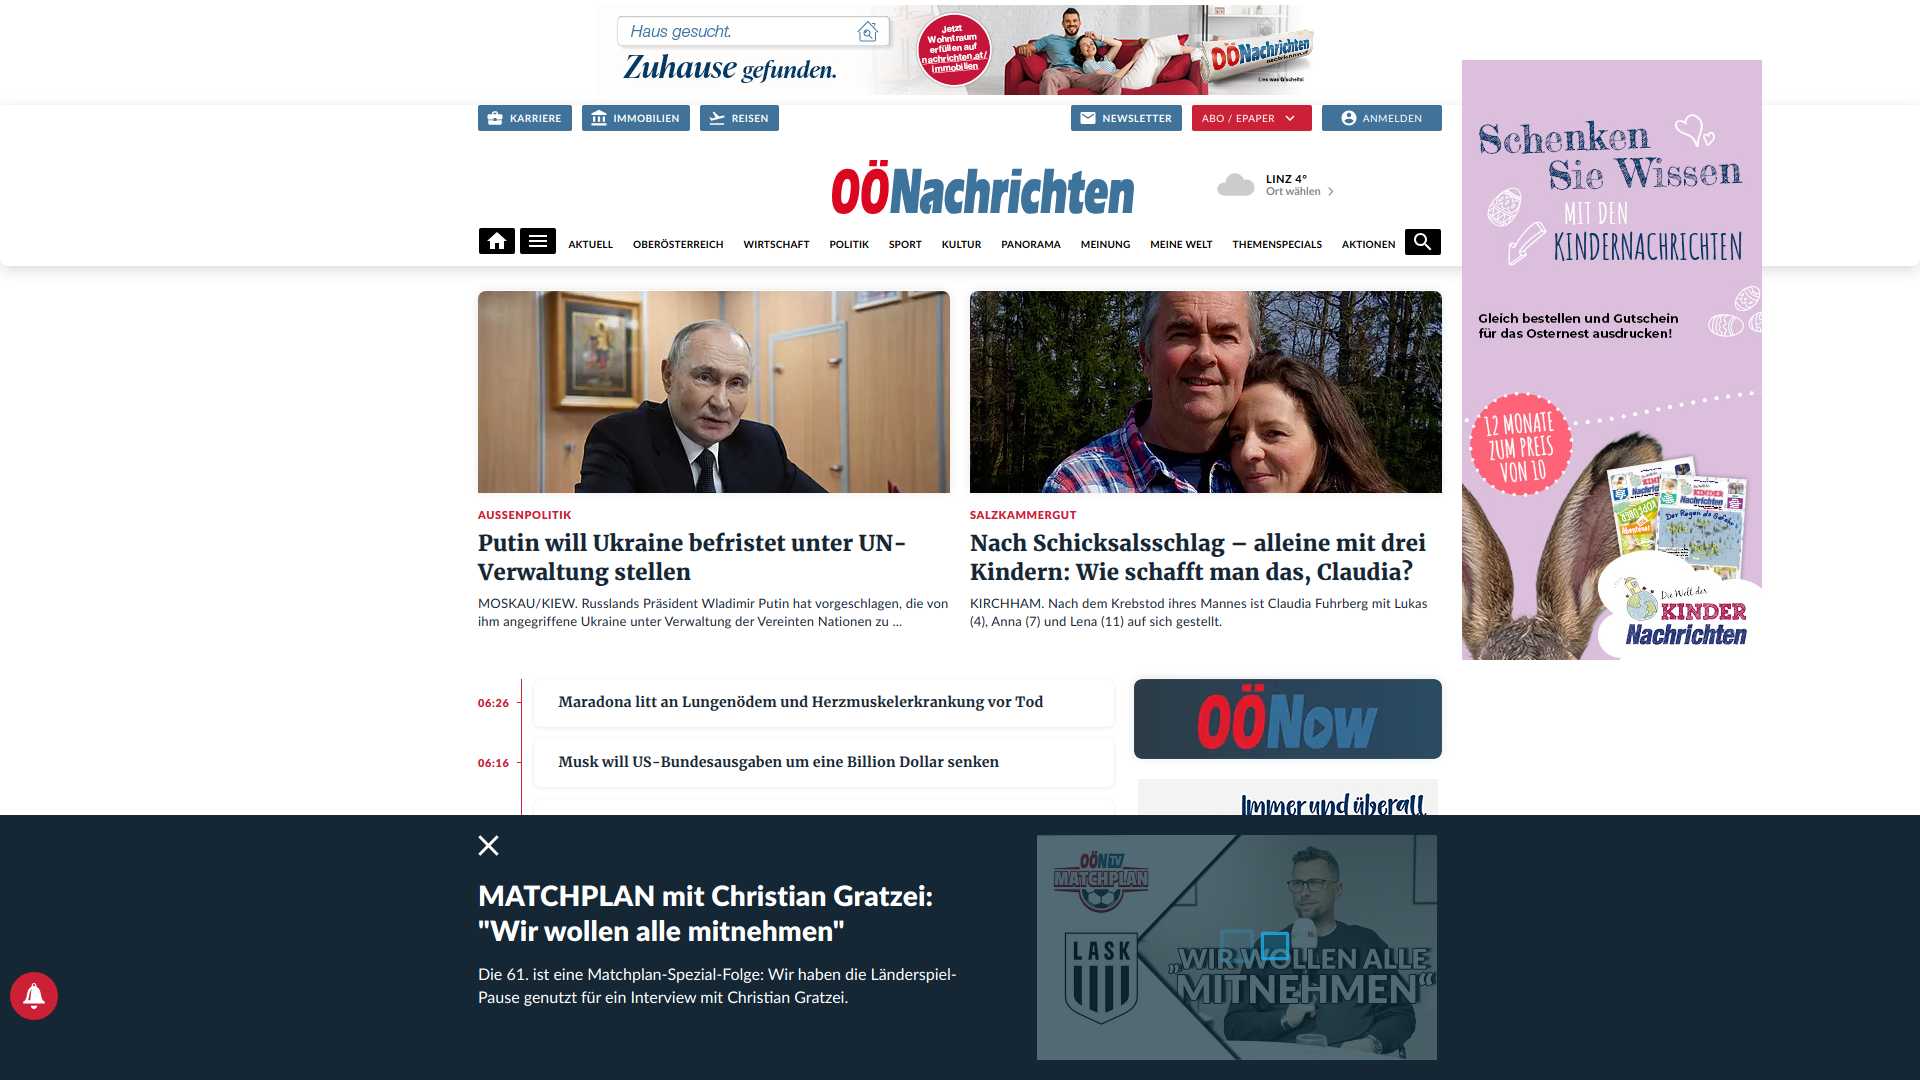 Haus gesucht.
Zuhause gefunden.
Jetzt
Wohntraum
erfüllen auf
nachrichten.at/
immobilien
OÖNachrichten
Lies was G'scheits!
KARRIERE
IMMOBILIEN
REISEN
NEWSLETTER
ABO / EPAPER
ANMELDEN
OÖNachrichten
LINZ 4°
Ort wählen
AKTUELL
OBERÖSTERREICH
WIRTSCHAFT
POLITIK
SPORT
KULTUR
PANORAMA
MEINUNG
MEINE WELT
THEMENSPECIALS
AKTIONEN
Schenken
Sie Wissen
MIT DEN
KINDERNACHRICHTEN
Gleich bestellen und Gutschein
für das Osternest ausdrucken!
12 MONATE
ZUM PREIS
VON 10
KINDER
Nachrichten
Der Regen als Gefahr
Die Welt der
KINDER
Nachrichten
AUSSENPOLITIK
Putin will Ukraine befristet unter UN-
Verwaltung stellen
MOSKAU/KIEW. Russlands Präsident Wladimir Putin hat vorgeschlagen, die von
ihm angegriffene Ukraine unter Verwaltung der Vereinten Nationen zu ...
SALZKAMMERGUT
Nach Schicksalsschlag – alleine mit drei
Kindern: Wie schafft man das, Claudia?
KIRCHHAM. Nach dem Krebstod ihres Mannes ist Claudia Fuhrberg mit Lukas
(4), Anna (7) und Lena (11) auf sich gestellt.
06:26
Maradona litt an Lungenödem und Herzmuskelerkrankung vor Tod
06:16
Musk will US-Bundesausgaben um eine Billion Dollar senken
OÖNow
Immer und überall
MATCHPLAN mit Christian Gratzei:
"Wir wollen alle mitnehmen"
Die 61. ist eine Matchplan-Spezial-Folge: Wir haben die Länderspiel-
Pause genutzt für ein Interview mit Christian Gratzei.
OÖN TV
MATCHPLAN
LASK
„WIR WOLLEN ALLE
MITNEHMEN“